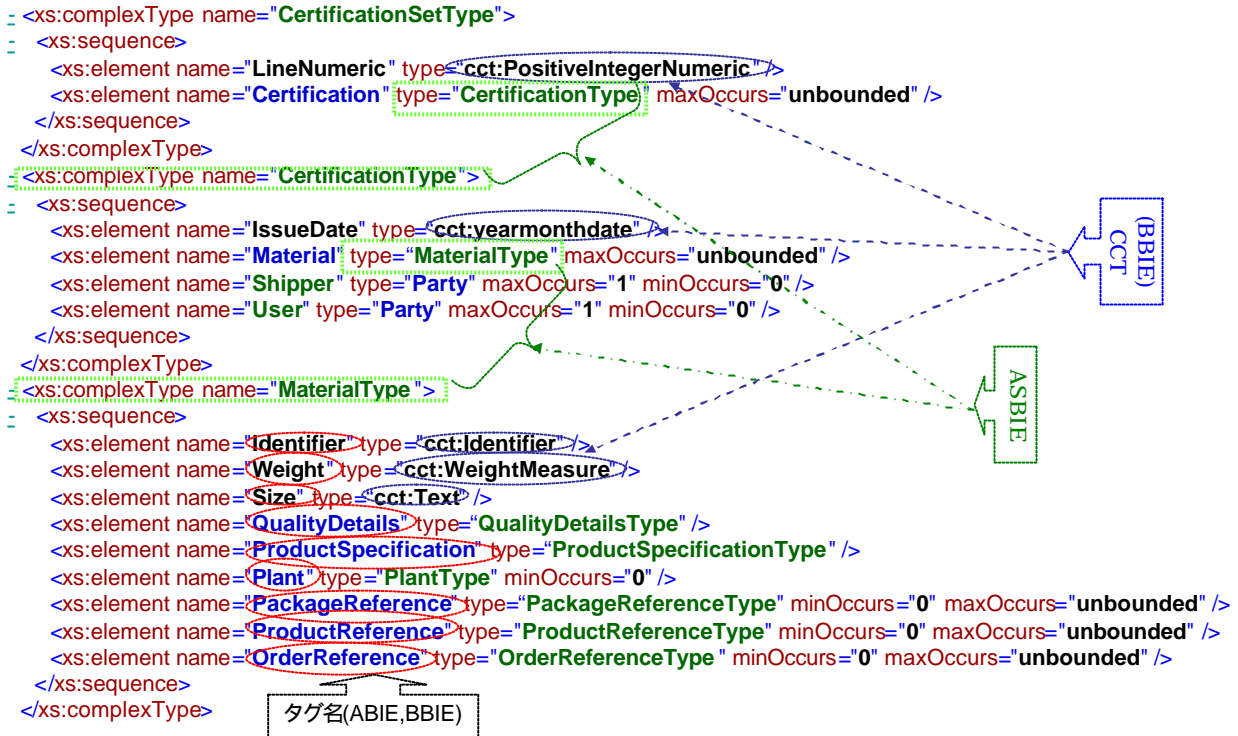 - <xs:complexType name="CertificationSetType">
- <xs:sequence>
<xs:element name="LineNumeric" type="cct:PositiveIntegerNumeric" />
<xs:element name="Certification" type="CertificationType" maxOccurs="unbounded" />
</xs:sequence>
</xs:complexType>
- <xs:complexType name="CertificationType">
- <xs:sequence>
<xs:element name="IssueDate" type="cct:yearmonthdate" />
<xs:element name="Material" type=“MaterialType" maxOccurs="unbounded" />
<xs:element name="Shipper" type="Party" maxOccurs="1" minOccurs="0" />
<xs:element name="User" type="Party" maxOccurs="1" minOccurs="0" />
</xs:sequence>
</xs:complexType>
- <xs:complexType name="MaterialType ">
- <xs:sequence>
<xs:element name="Identifier" type="cct:Identifier" />
<xs:element name="Weight" type="cct:WeightMeasure" />
<xs:element name="Size" type="cct:Text" />
<xs:element name="QualityDetails" type=“QualityDetailsType" />
<xs:element name="ProductSpecification" type=“ProductSpecificationType" />
<xs:element name="Plant" type="PlantType" minOccurs="0" />
<xs:element name="PackageReference" type=“PackageReferenceType" minOccurs="0" maxOccurs="unbounded" />
<xs:element name="ProductReference" type="ProductReferenceType" minOccurs="0" maxOccurs="unbounded" />
<xs:element name="OrderReference" type="OrderReferenceType " minOccurs="0" maxOccurs="unbounded" />
</xs:sequence>
</xs:complexType>
タグ名(ABIE,BBIE)
(BBIE)
CCT
ASBIE